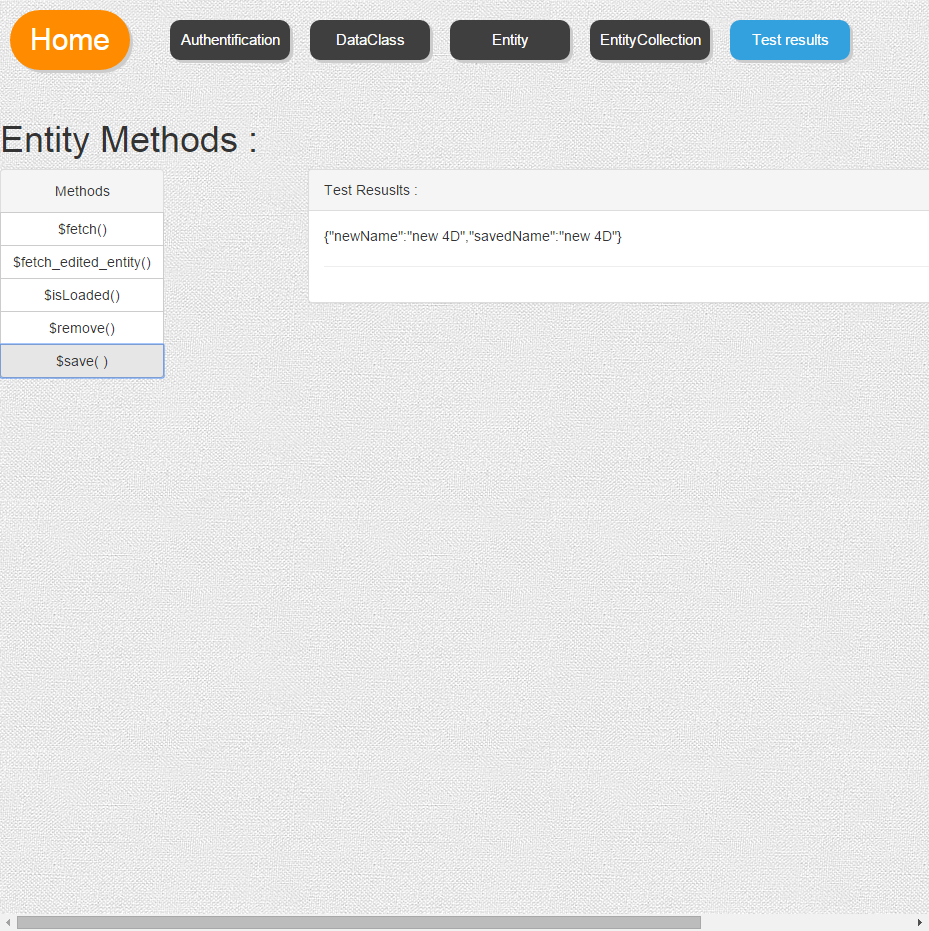 Home
Authentification
DataClass
Entity
EntityCollection
Test results
Entity Methods :
Methods
$fetch()
$fetch_edited_entity()
$isLoaded()
$remove()
$save( )
Test Resuslts :
{"newName":"new 4D","savedName":"new 4D"}